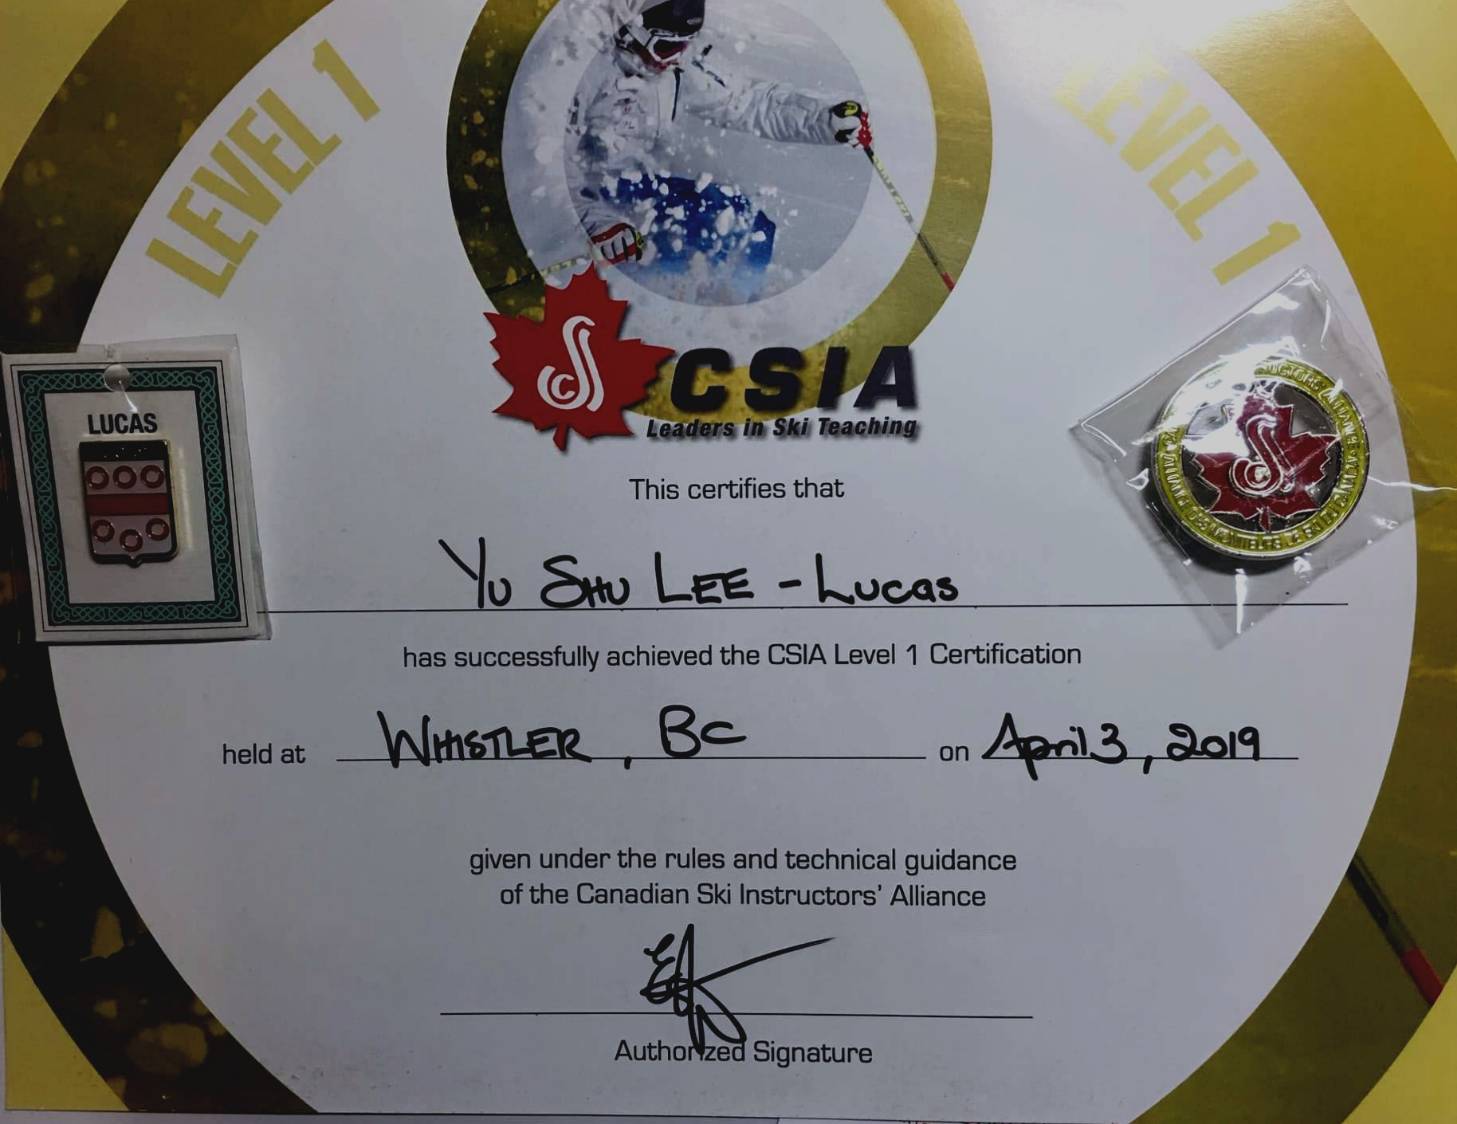 LEVEL 1
LEVEL 1
CSIA
Leaders in Ski Teaching
LUCAS
This certifies that
Yu Shu Lee - Lucas
has successfully achieved the CSIA Level 1 Certification
held at Whistler, BC on April 3, 2019
given under the rules and technical guidance
of the Canadian Ski Instructors' Alliance
Authorized Signature